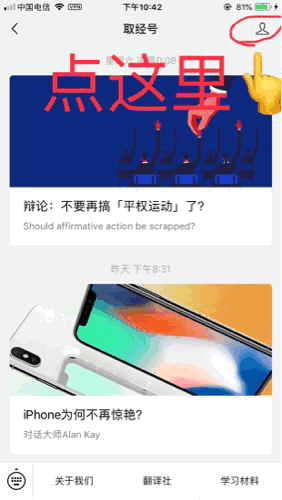 中国电信 VPN 下午10:42 81%
取经号
点这里
辩论：不要再搞「平权运动」了?
Should affirmative action be scrapped?
昨天 下午8:31
iPhone为何不再惊艳?
对话大师Alan Kay
关于我们 翻译社 学习材料